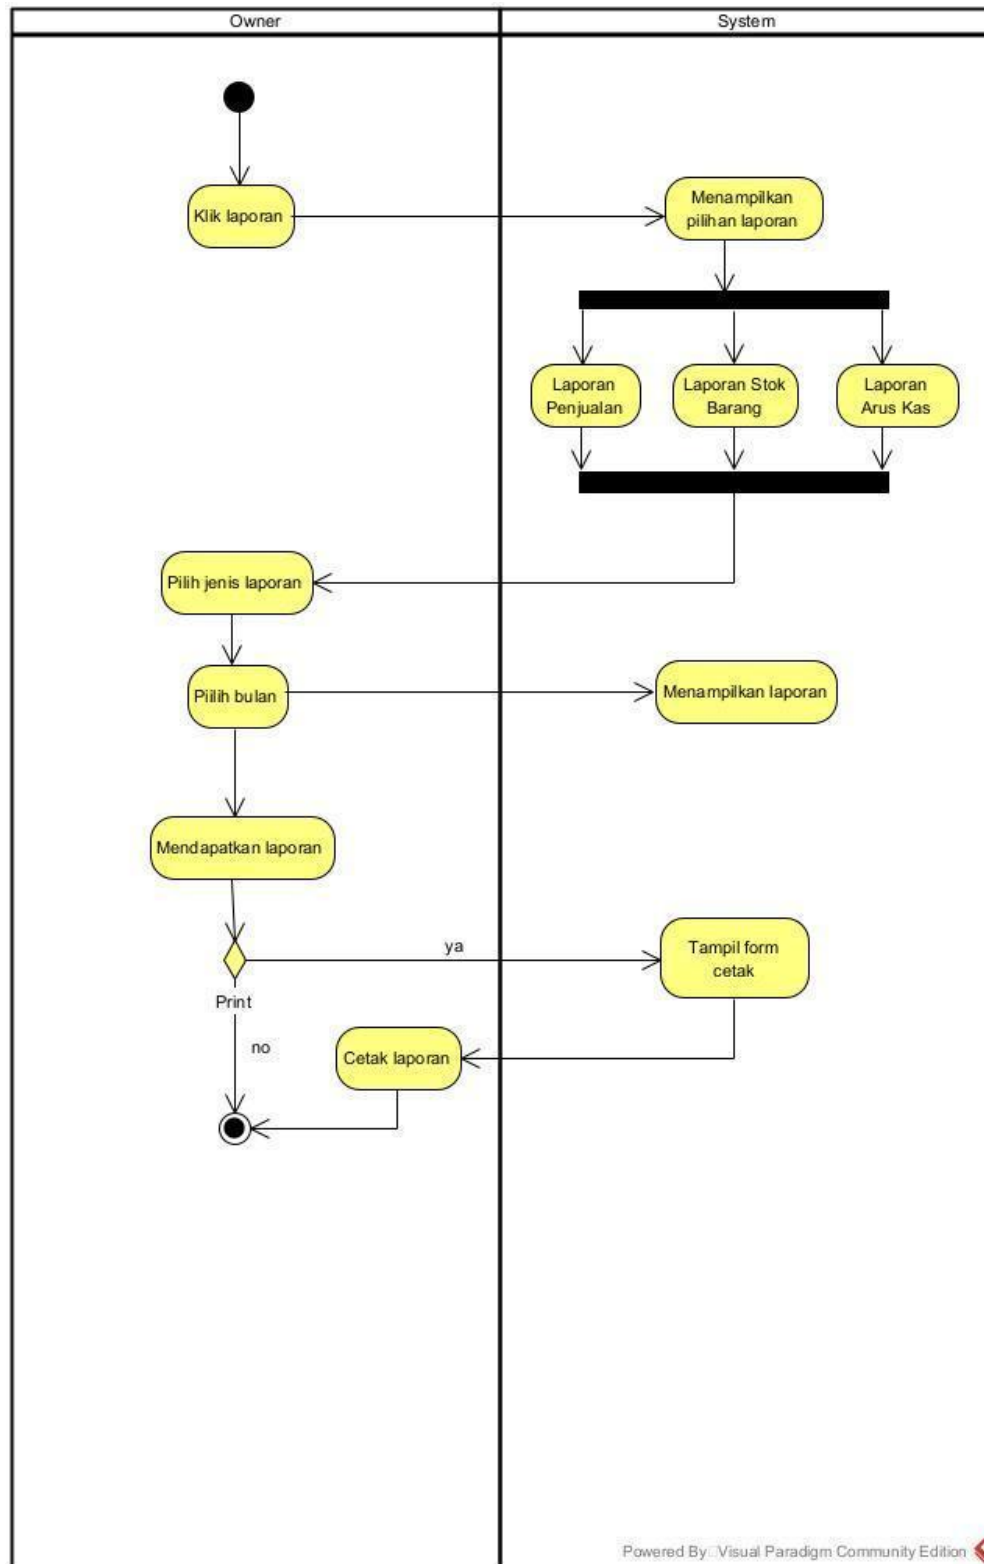 Owner
System
Klik laporan
Menampilkan
pilihan laporan
Laporan
Penjualan
Laporan Stok
Barang
Laporan
Arus Kas
Pilih jenis laporan
Piilih bulan
Menampilkan laporan
Mendapatkan laporan
ya
Tampil form
cetak
Print
no
Cetak laporan
Powered By Visual Paradigm Community Edition